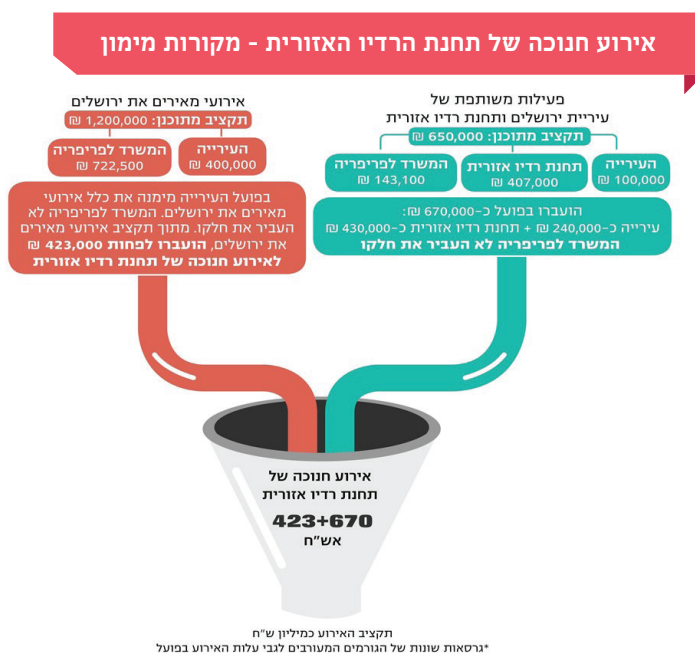 אירוע חנוכה של תחנת הרדיו האזורית - מקורות מימון
פעילות משותפת של
עיריית ירושלים ותחנת רדיו אזורית
תקציב מתוכנן: 650,000 ₪
העירייה
100,000 ₪
תחנת רדיו אזורית
407,000 ₪
המשרד לפריפריה
143,100 ₪
הועברו בפועל כ-670,000 ₪:
עירייה כ-240,000 ₪ + תחנת רדיו אזורית כ-430,000 ₪
המשרד לפריפריה לא העביר את חלקו
אירועי מאירים את ירושלים
תקציב מתוכנן: 1,200,000 ₪
העירייה
400,000 ₪
המשרד לפריפריה
722,500 ₪
בפועל העירייה מימנה את כלל אירועי
מאירים את ירושלים. המשרד לפריפריה לא
העביר את חלקו. מתוך תקציב אירועי מאירים
את ירושלים, הועברו לפחות 423,000 ₪
לאירוע חנוכה של תחנת רדיו אזורית
אירוע חנוכה של
תחנת רדיו אזורית
423+670
אש"ח
תקציב האירוע כמיליון ש"ח
*גרסאות שונות של הגורמים המעורבים לגבי עלות האירוע בפועל